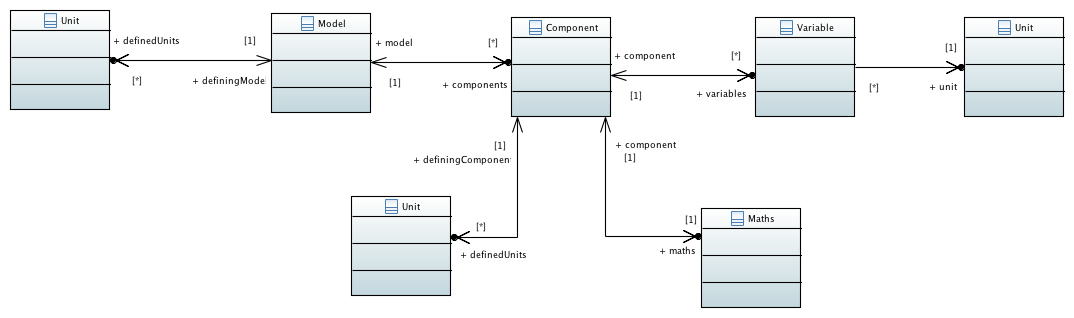 Unit
Model
Component
Variable
Unit
+ definedUnits
[1]
[*]
+ definingModel
+ model
[*]
[1]
+ components
+ component
[*]
[1]
+ variables
[1]
[*]
+ unit
[1]
+ definingComponent
+ component
[1]
Unit
[*]
+ definedUnits
[1]
+ maths
Maths